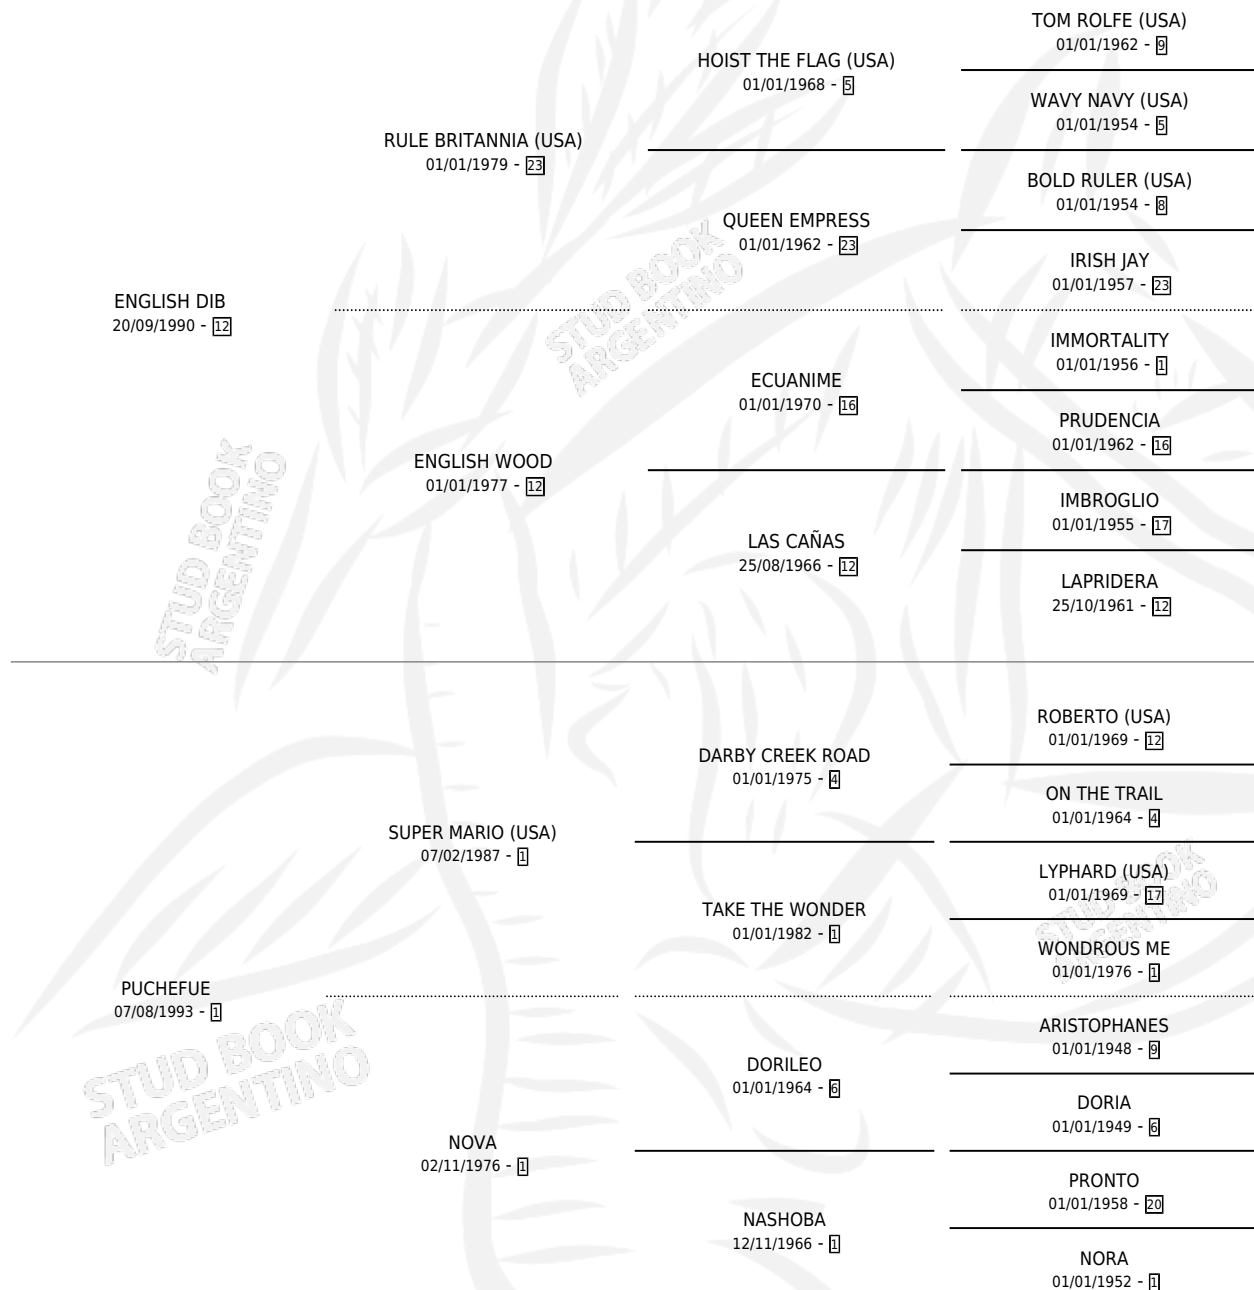 TOM ROLFE (USA)
01/01/1962 - 9
HOIST THE FLAG (USA)
01/01/1968 - 5
WAVY NAVY (USA)
01/01/1954 - 5
RULE BRITANNIA (USA)
01/01/1979 - 23
BOLD RULER (USA)
01/01/1954 - 8
QUEEN EMPRESS
01/01/1962 - 23
IRISH JAY
01/01/1957 - 23
ENGLISH DIB
20/09/1990 - 12
IMMORTALITY
01/01/1956 - 1
ECUANIME
01/01/1970 - 16
PRUDENCIA
01/01/1962 - 16
ENGLISH WOOD
01/01/1977 - 12
IMBROGLIO
01/01/1955 - 17
LAS CAÑAS
25/08/1966 - 12
LAPRIDERA
25/10/1961 - 12
ROBERTO (USA)
01/01/1969 - 12
DARBY CREEK ROAD
01/01/1975 - 4
ON THE TRAIL
01/01/1964 - 4
SUPER MARIO (USA)
07/02/1987 - 1
LYPHARD (USA)
01/01/1969 - 17
TAKE THE WONDER
01/01/1982 - 1
WONDROUS ME
01/01/1976 - 1
PUCHEFUE
07/08/1993 - 1
ARISTOPHANES
01/01/1948 - 9
DORILEO
01/01/1964 - 6
DORIA
01/01/1949 - 6
NOVA
02/11/1976 - 1
PRONTO
01/01/1958 - 20
NASHOBA
12/11/1966 - 1
NORA
01/01/1952 - 1
STUD BOOK
ARGENTINO
STUD BOOK
ARGENTINO
STUD BOOK
ARGENTINO
STUD BOOK
ARGENTINO